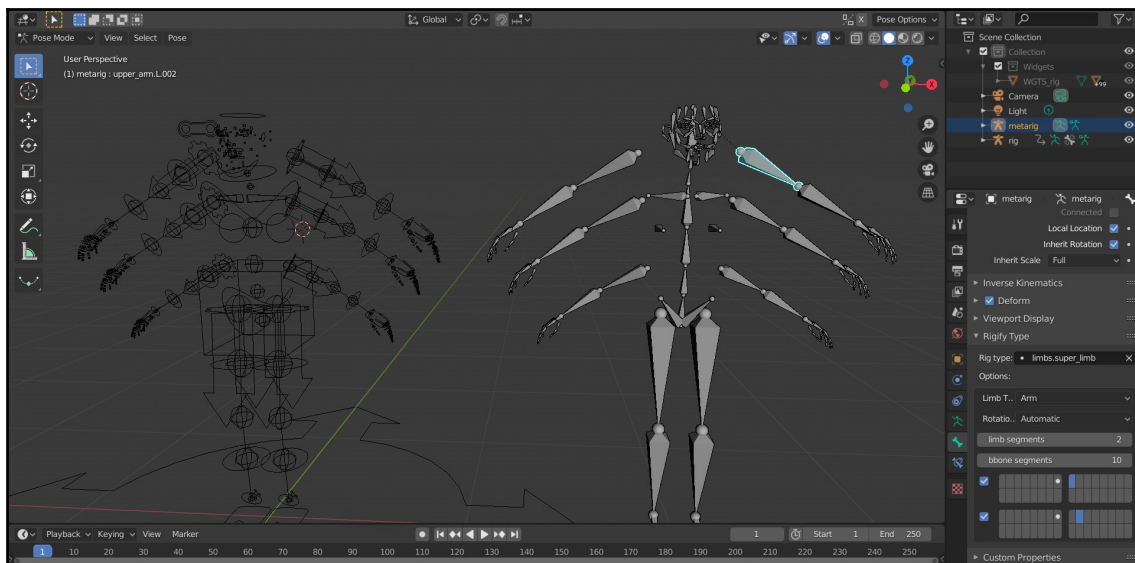 Global
X
Pose Options
Pose Mode
View
Select
Pose
User Perspective
(1) metarig : upper_arm.L.002
Z
X
Scene Collection
Collection
Widgets
WGTS_rig
99
Camera
Light
metarig
rig
metarig
metarig
Connected
Local Location
Inherit Rotation
Inherit Scale
Full
Inverse Kinematics
Deform
Viewport Display
Rigify Type
Rig type:
limbs.super_limb
Options:
Limb T..
Arm
Rotatio..
Automatic
limb segments
2
bbone segments
10
Custom Properties
Playback
Keying
View
Marker
1
Start
1
End
250
1 10 20 30 40 50 60 70 80 90 100 110 120 130 140 150 160 170 180 190 200 210 220 230 240 250